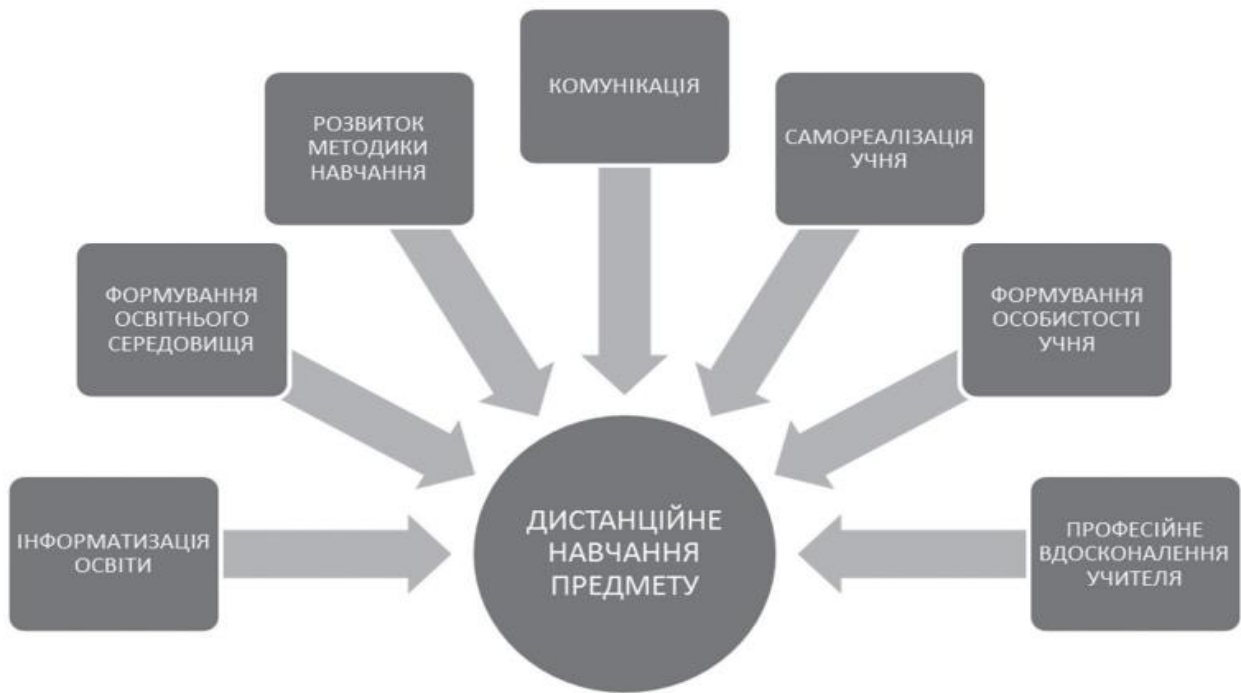 КОМУНІКАЦІЯ
РОЗВИТОК
МЕТОДИКИ
НАВЧАННЯ
САМОРЕАЛІЗАЦІЯ
УЧНЯ
ФОРМУВАННЯ
ОСВІТНЬОГО
СЕРЕДОВИЩЯ
ФОРМУВАННЯ
ОСОБИСТОСТІ
УЧНЯ
ІНФОРМАТИЗАЦІЯ
ОСВІТИ
ДИСТАНЦІЙНЕ
НАВЧАННЯ
ПРЕДМЕТУ
ПРОФЕСІЙНЕ
ВДОСКОНАЛЕННЯ
УЧИТЕЛЯ